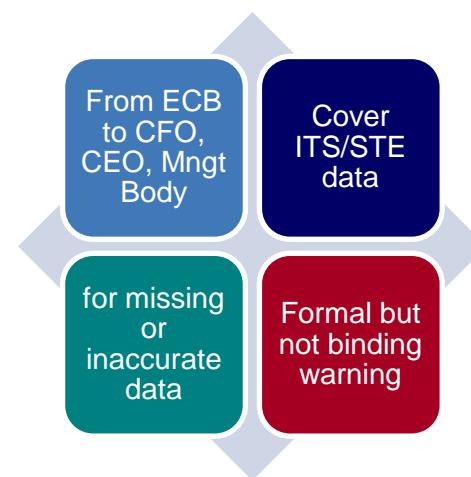 From ECB
to CFO,
CEO, Mngt
Body
Cover
ITS/STE
data
for missing
or
inaccurate
data
Formal but
not binding
warning